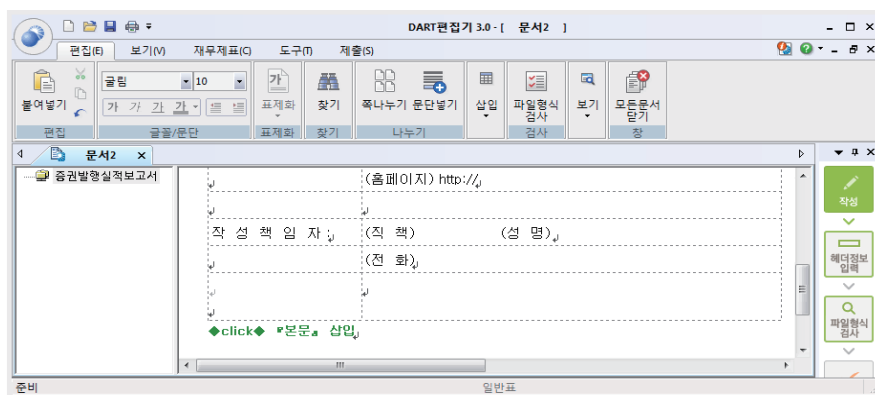 DART편집기 3.0 - [ 문서2 ]
편집(E) 보기(V) 재무제표(C) 도구(T) 제출(S)
붙여넣기 굴림 10 표제화 찾기 쪽나누기 문단넣기 삽입 파일형식 검사 보기 모든문서 닫기
가 가 가 가
편집 글꼴/문단 표제화 찾기 나누기 검사 창
문서2
증권발행실적보고서
(홈페이지) http://
작 성 책 임 자 : (직 책) (성 명)
(전 화)
◆click◆ 『본문』 삽입
작성
헤더정보
입력
파일형식
검사
준비 일반표